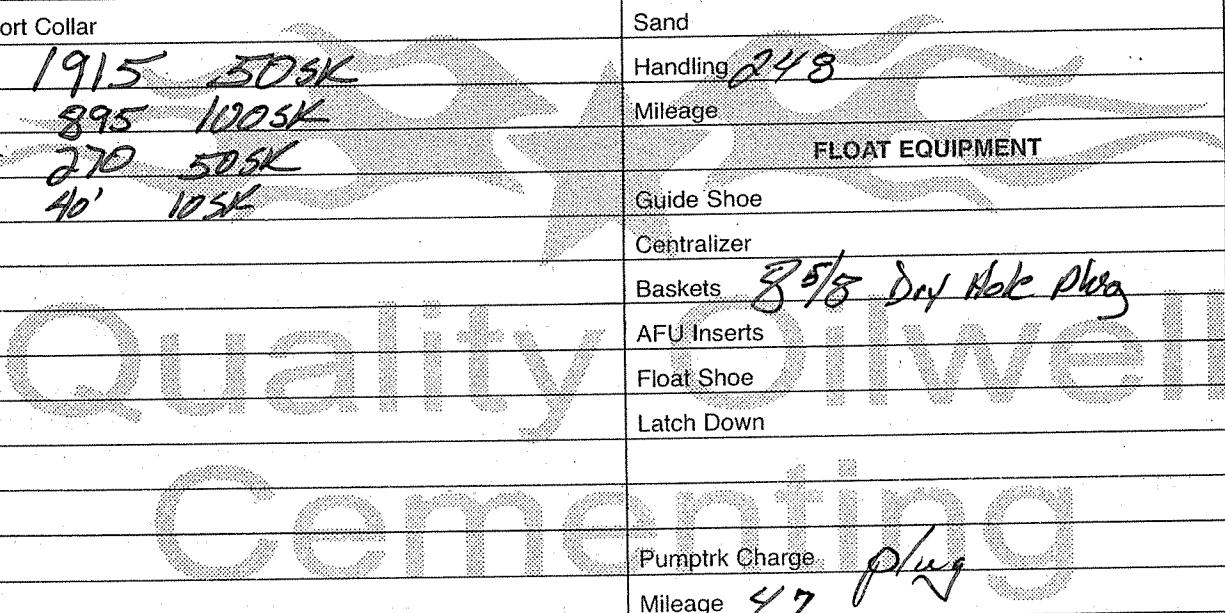 ort Collar
1915 50SK
895 100SK
270 50SK
40' 10SK
Sand
Handling 248
Mileage
FLOAT EQUIPMENT
Guide Shoe
Centralizer
Baskets 8 5/8 Dry Hole Plug
AFU Inserts
Float Shoe
Latch Down
Pumptrk Charge plug
Mileage 47
Quality Oilwell
Cementing